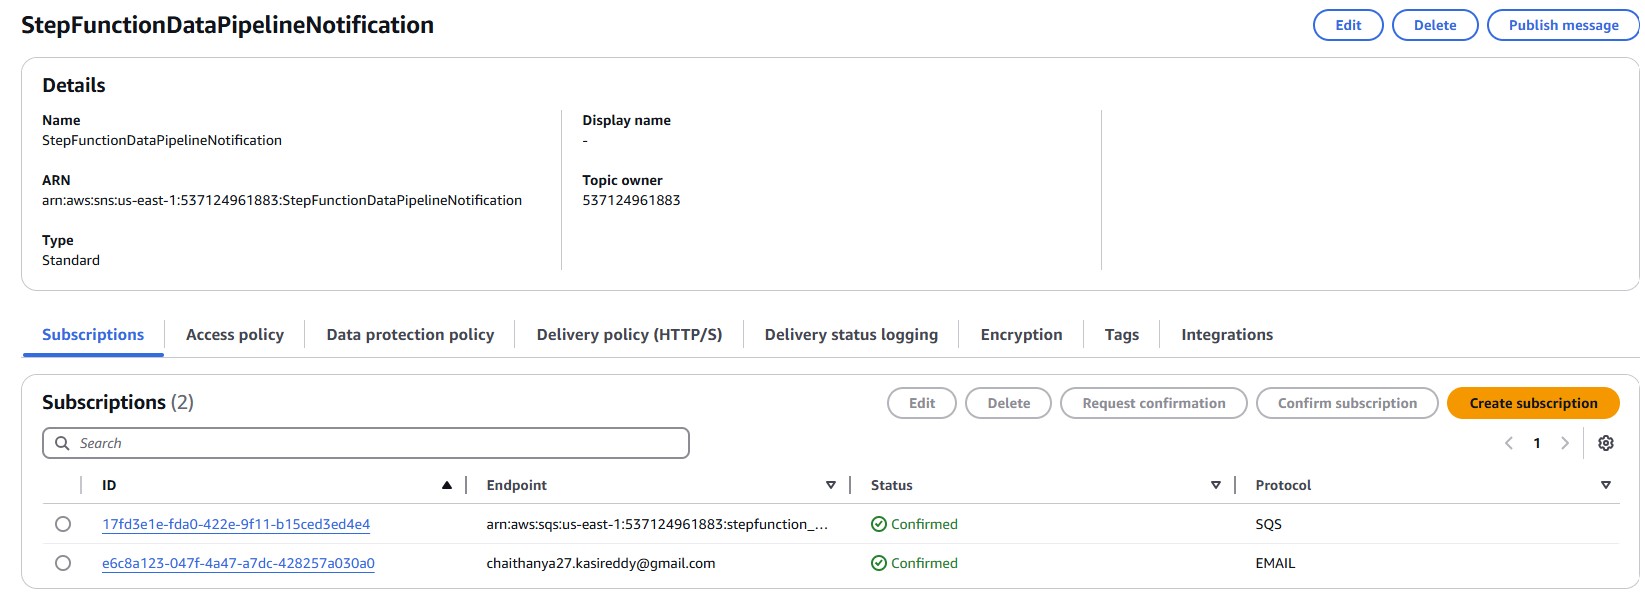 StepFunctionDataPipelineNotification
Edit Delete Publish message
Details
Name
StepFunctionDataPipelineNotification
Display name
-
ARN
arn:aws:sns:us-east-1:537124961883:StepFunctionDataPipelineNotification
Topic owner
537124961883
Type
Standard
Subscriptions Access policy Data protection policy Delivery policy (HTTP/S) Delivery status logging Encryption Tags Integrations
Subscriptions (2)
Edit Delete Request confirmation Confirm subscription Create subscription
Search
1
ID Endpoint Status Protocol
17fd3e1e-fda0-422e-9f11-b15ced3ed4e4 arn:aws:sqs:us-east-1:537124961883:stepfunction_... Confirmed SQS
e6c8a123-047f-4a47-a7dc-428257a030a0 chaithanya27.kasireddy@gmail.com Confirmed EMAIL